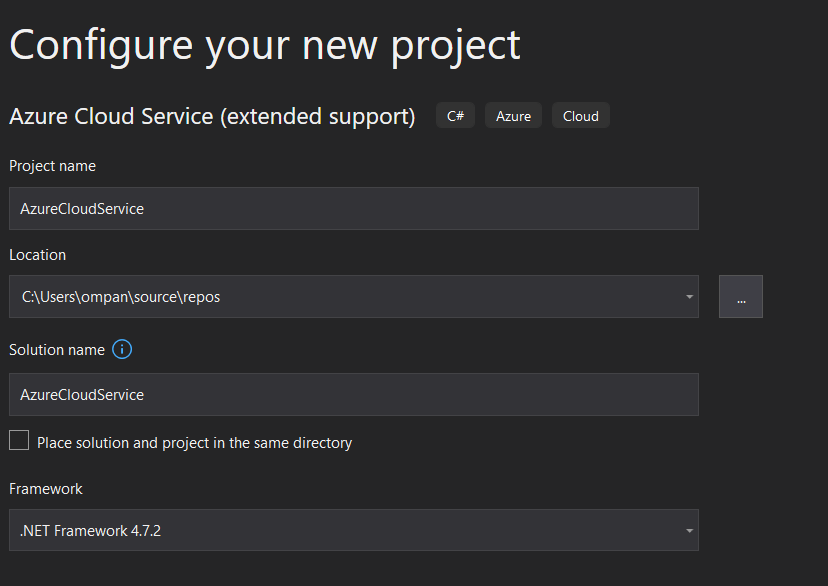 Configure your new project
Azure Cloud Service (extended support) C# Azure Cloud
Project name
AzureCloudService
Location
C:\Users\ompan\source\repos
...
Solution name
AzureCloudService
Place solution and project in the same directory
Framework
.NET Framework 4.7.2